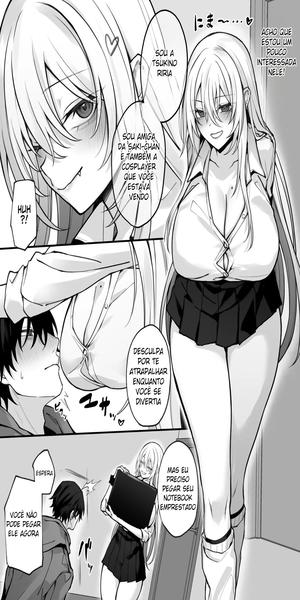 ACHO QUE
ESTOU UM
POUCO
INTERESSADA
NELE!
にま～…♡
SOU A
TSUKINO
RIRIA
SOU AMIGA
DA SAKI-CHAN
E TAMBÉM A
COSPLAYER
QUE VOCÊ
ESTAVA
VENDO
HUH
?!
DESCULPA POR
TE ATRAPALHAR
ENQUANTO
VOCÊ SE
DIVERTIA
MAS EU
PRECISO
PEGAR SEU
NOTEBOOK
EMPRESTADO
ESPERA
VOCÊ NÃO
PODE PEGAR
ELE AGORA